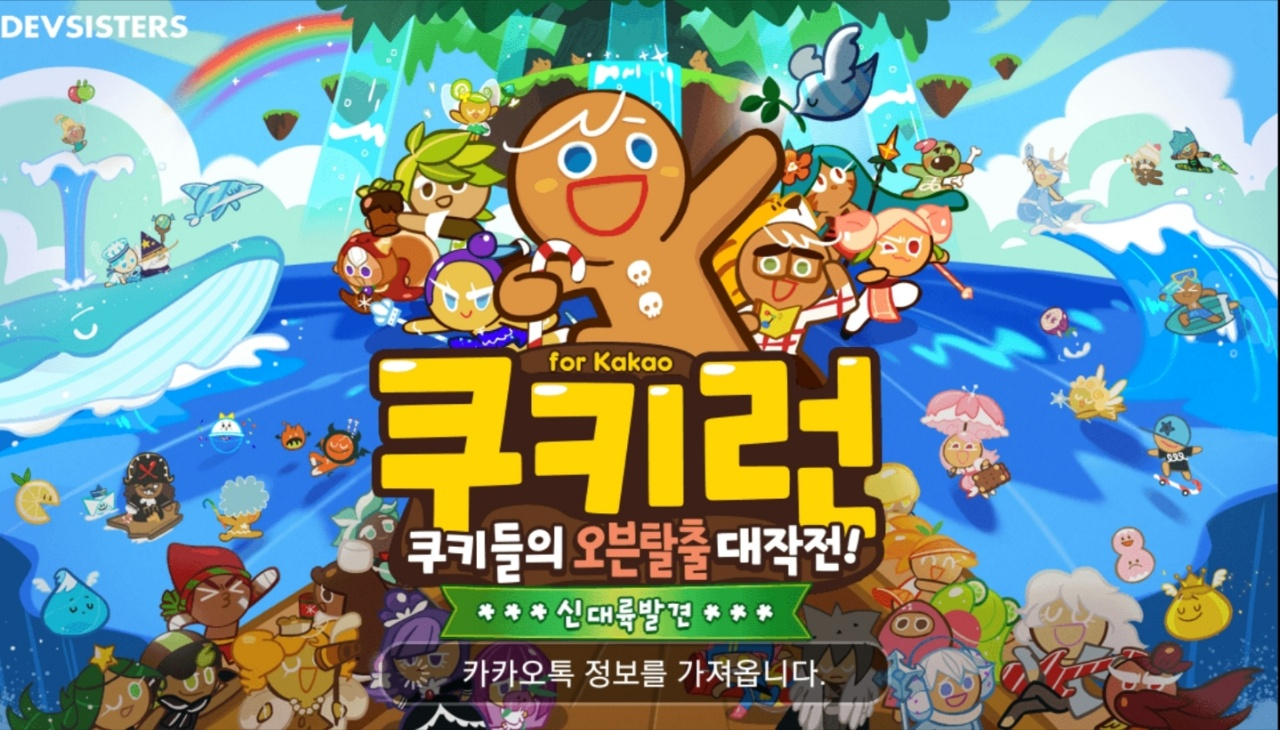 DEVSISTERS
for Kakao
쿠키런
쿠키들의 오븐탈출 대작전!
신대륙발견
카카오톡 정보를 가져옵니다.